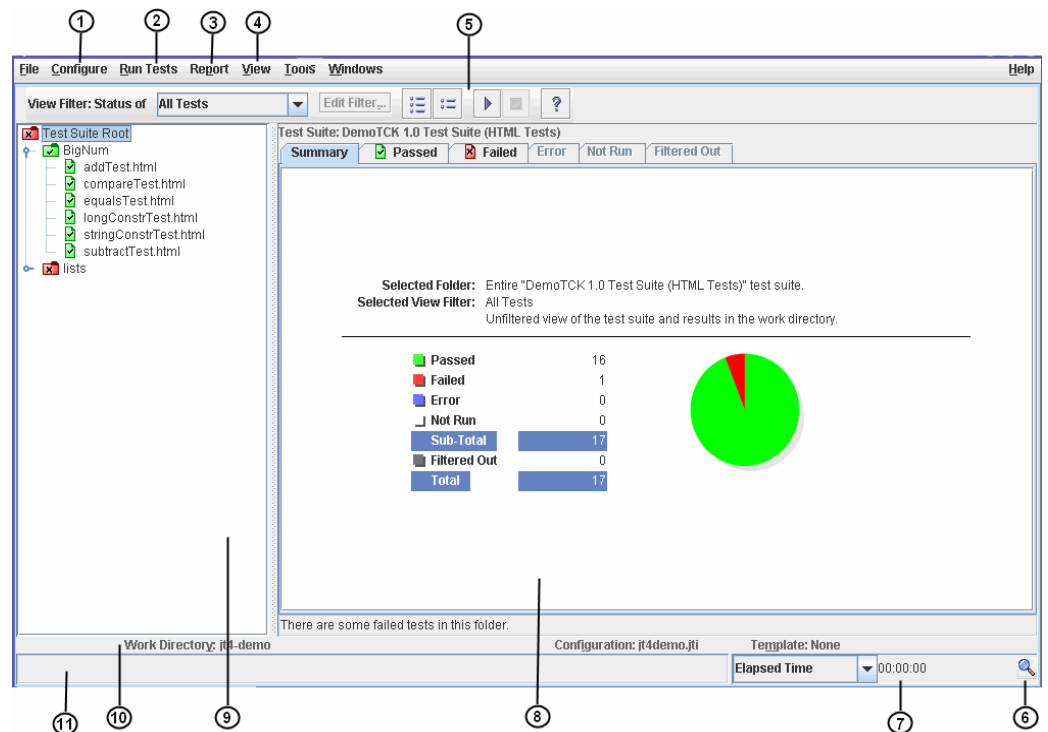 1 2 3 4 5
File Configure Run Tests Report View Tools Windows Help
View Filter: Status of All Tests Edit Filter... ?
Test Suite Root
BigNum
addTest.html
compareTest.html
equalsTest.html
longConstrTest.html
stringConstrTest.html
subtractTest.html
lists
Test Suite: DemoTCK 1.0 Test Suite (HTML Tests)
Summary Passed Failed Error Not Run Filtered Out
Selected Folder: Entire "DemoTCK 1.0 Test Suite (HTML Tests)" test suite.
Selected View Filter: All Tests
Unfiltered view of the test suite and results in the work directory.
Passed 16
Failed 1
Error 0
Not Run 0
Sub-Total 17
Filtered Out 0
Total 17
There are some failed tests in this folder.
Work Directory: jt4-demo Configuration: jt4demo.jti Template: None
Elapsed Time 00:00:00
11 10 9 8 7 6